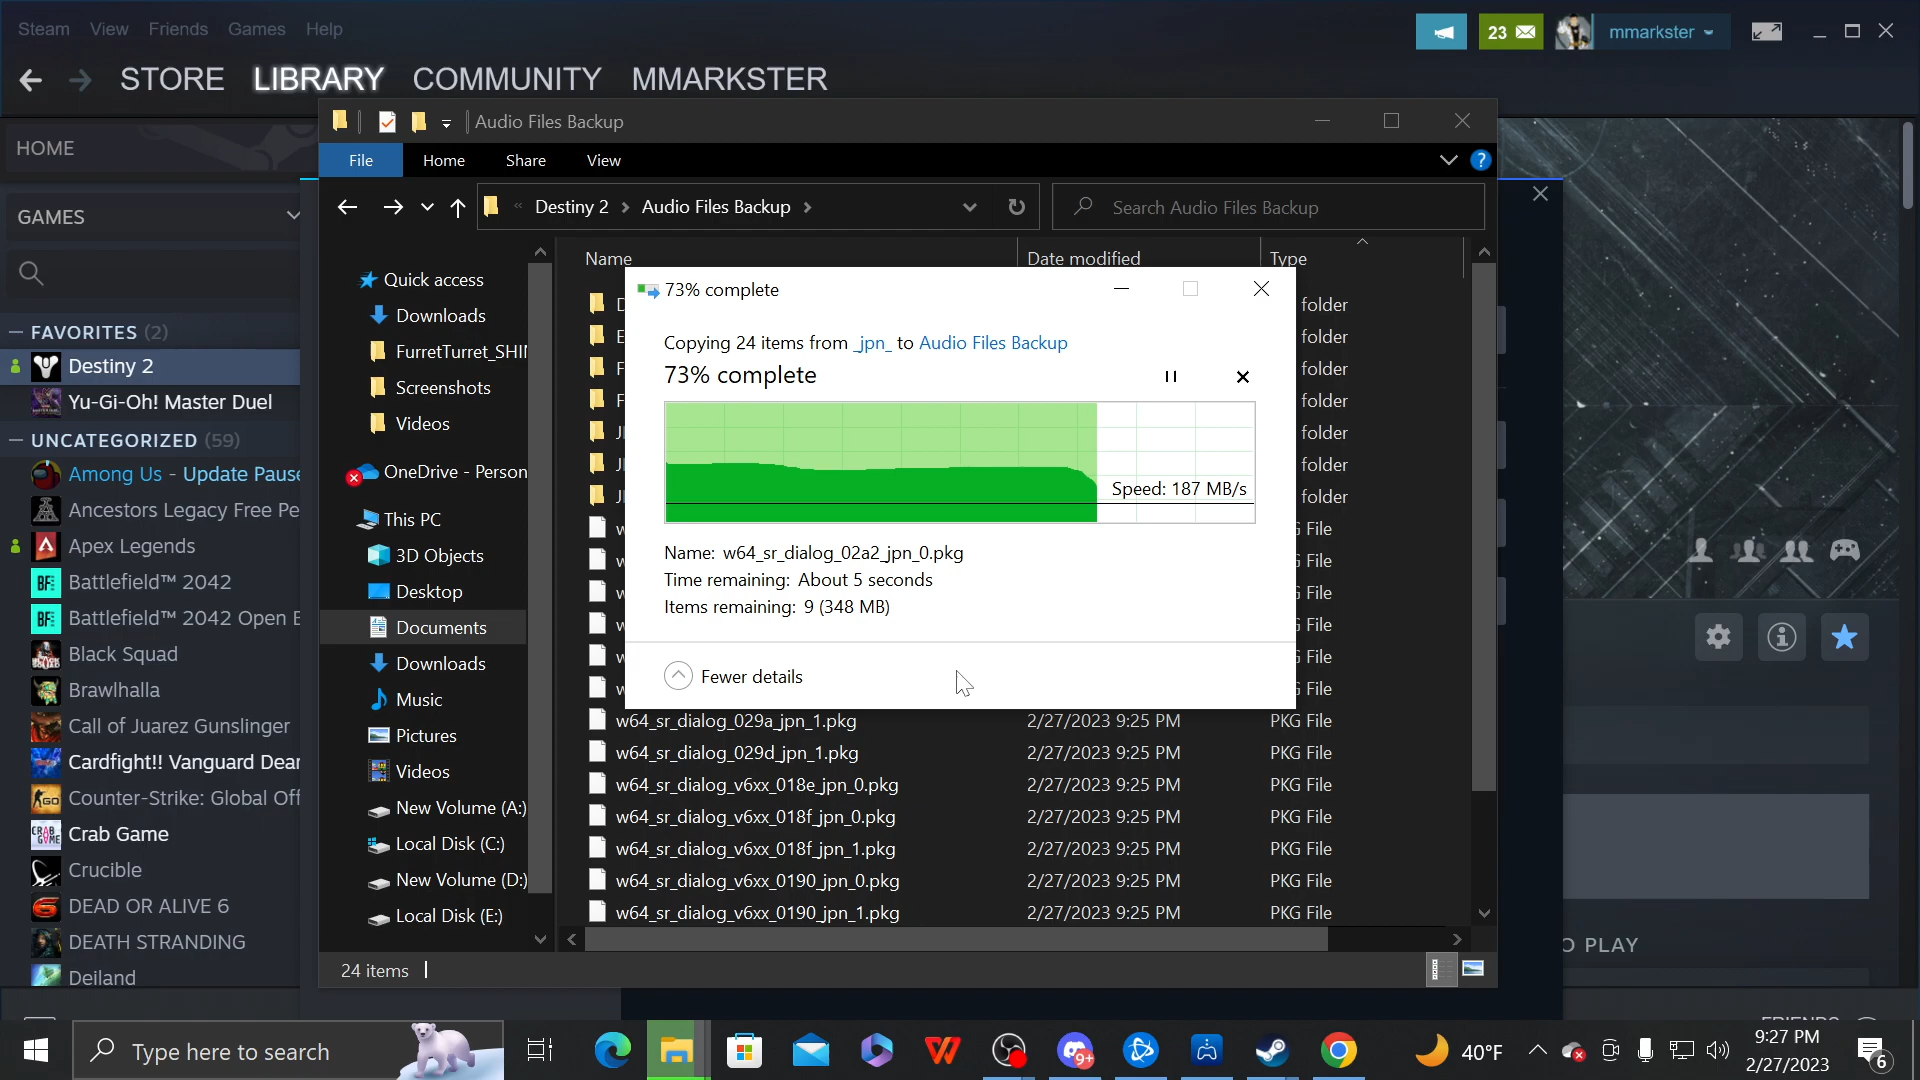 Steam View Friends Games Help
23
mmarkster
STORE LIBRARY COMMUNITY MMARKSTER
Audio Files Backup
HOME
File Home Share View
GAMES
Destiny 2 Audio Files Backup
Search Audio Files Backup
Name Date modified Type
Quick access
Downloads
FurretTurret_SHI
Screenshots
Videos
OneDrive - Person
This PC
3D Objects
Desktop
Documents
Downloads
Music
Pictures
Videos
New Volume (A:)
Local Disk (C:)
New Volume (D:)
Local Disk (E:)
FAVORITES (2)
Destiny 2
Yu-Gi-Oh! Master Duel
UNCATEGORIZED (59)
Among Us - Update Pause
Ancestors Legacy Free Pe
Apex Legends
Battlefield™ 2042
Battlefield™ 2042 Open
Black Squad
Brawlhalla
Call of Juarez Gunslinger
Cardfight!! Vanguard Dear
Counter-Strike: Global Off
Crab Game
Crucible
DEAD OR ALIVE 6
DEATH STRANDING
Deiland
73% complete
Copying 24 items from _jpn_ to Audio Files Backup
73% complete
Speed: 187 MB/s
Name: w64_sr_dialog_02a2_jpn_0.pkg
Time remaining: About 5 seconds
Items remaining: 9 (348 MB)
Fewer details
folder
folder
folder
folder
folder
folder
folder
File
File
File
File
File
File
w64_sr_dialog_029a_jpn_1.pkg 2/27/2023 9:25 PM PKG File
w64_sr_dialog_029d_jpn_1.pkg 2/27/2023 9:25 PM PKG File
w64_sr_dialog_v6xx_018e_jpn_0.pkg 2/27/2023 9:25 PM PKG File
w64_sr_dialog_v6xx_018f_jpn_0.pkg 2/27/2023 9:25 PM PKG File
w64_sr_dialog_v6xx_018f_jpn_1.pkg 2/27/2023 9:25 PM PKG File
w64_sr_dialog_v6xx_0190_jpn_0.pkg 2/27/2023 9:25 PM PKG File
w64_sr_dialog_v6xx_0190_jpn_1.pkg 2/27/2023 9:25 PM PKG File
24 items
O PLAY
Type here to search
9+
40°F
9:27 PM
2/27/2023
6